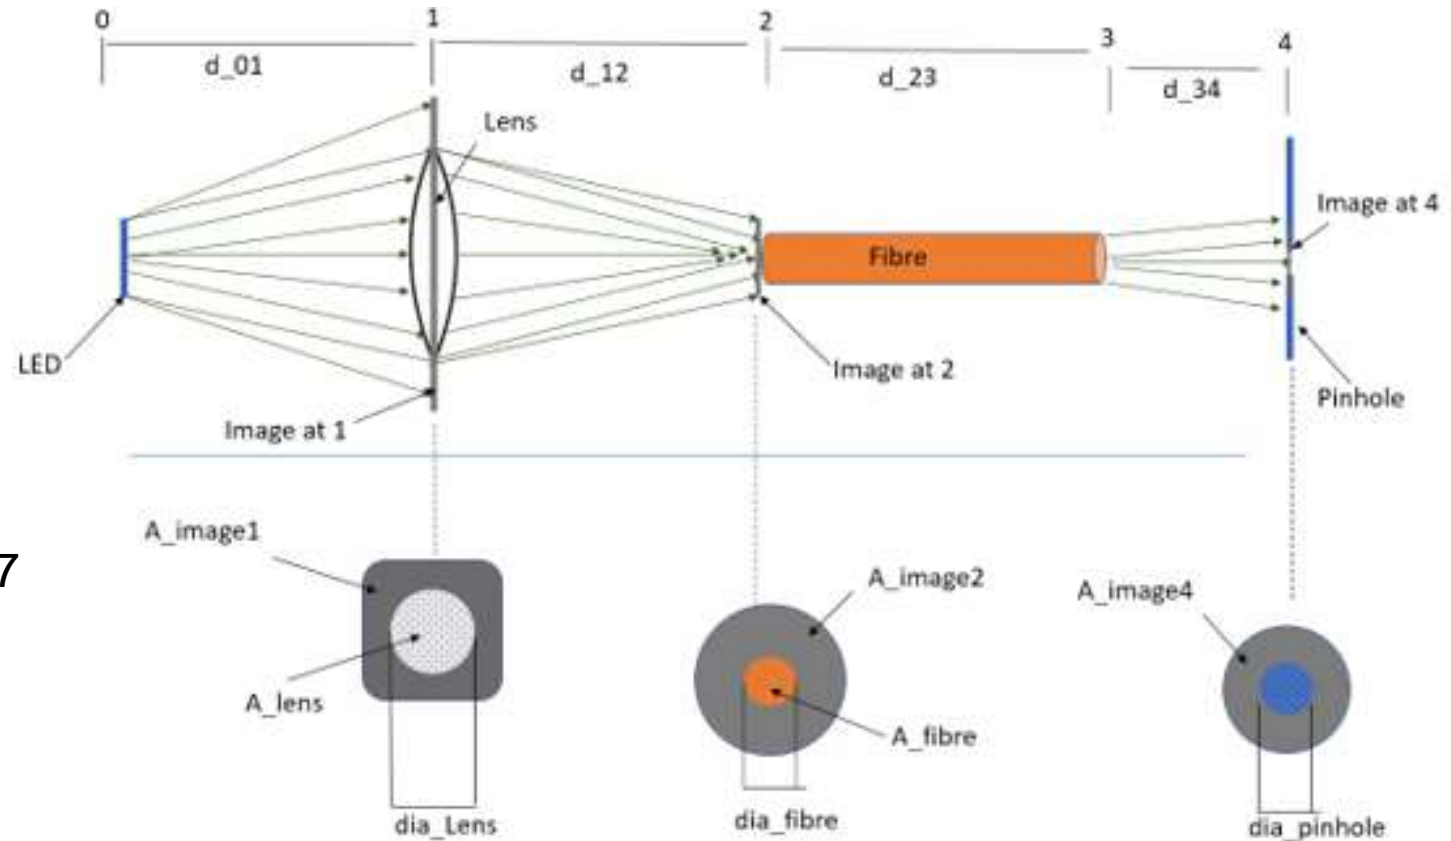 0
1
2
3
4
d_01
d_12
d_23
d_34
Lens
Fibre
Image at 4
LED
Image at 2
Pinhole
Image at 1
A_image1
7
A_image2
A_image4
A_lens
A_fibre
dia_Lens
dia_fibre
dia_pinhole